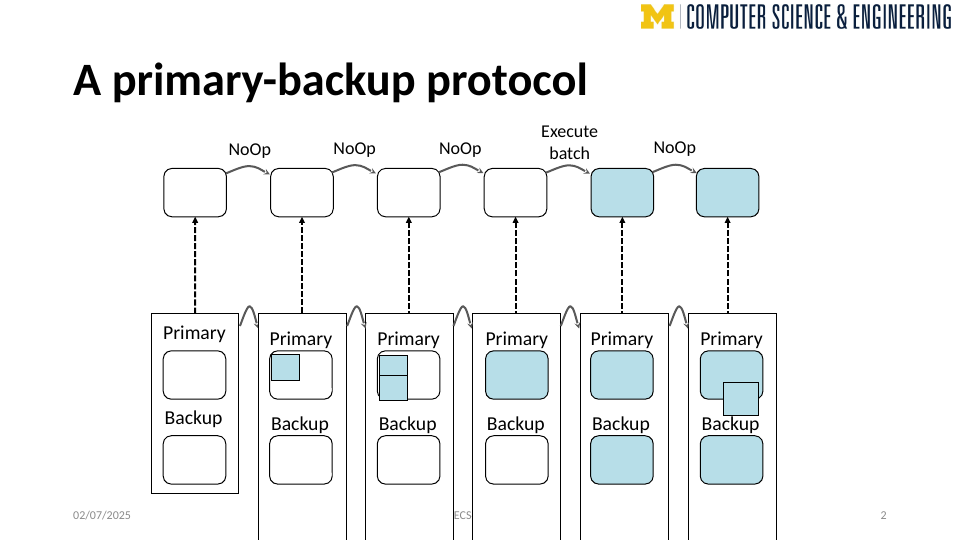 M COMPUTER SCIENCE & ENGINEERING
A primary-backup protocol
NoOp
NoOp
NoOp
Execute
batch
NoOp
Primary
Primary
Primary
Primary
Primary
Primary
Backup
Backup
Backup
Backup
Backup
Backup
02/07/2025
ECS
2